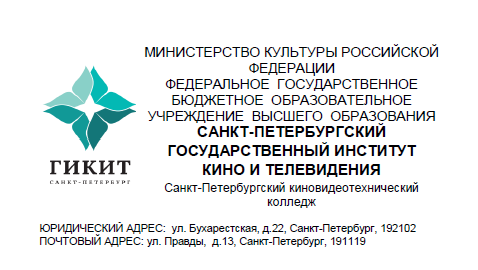 МИНИСТЕРСТВО КУЛЬТУРЫ РОССИЙСКОЙ
ФЕДЕРАЦИИ
ФЕДЕРАЛЬНОЕ ГОСУДАРСТВЕННОЕ
БЮДЖЕТНОЕ ОБРАЗОВАТЕЛЬНОЕ
УЧРЕЖДЕНИЕ ВЫСШЕГО ОБРАЗОВАНИЯ
САНКТ-ПЕТЕРБУРГСКИЙ
ГОСУДАРСТВЕННЫЙ ИНСТИТУТ
КИНО И ТЕЛЕВИДЕНИЯ
Санкт-Петербургский киновидеотехнический
колледж
ГИКИТ
САНКТ-ПЕТЕРБУРГ
ЮРИДИЧЕСКИЙ АДРЕС: ул. Бухарестская, д.22, Санкт-Петербург, 192102
ПОЧТОВЫЙ АДРЕС: ул. Правды, д.13, Санкт-Петербург, 191119